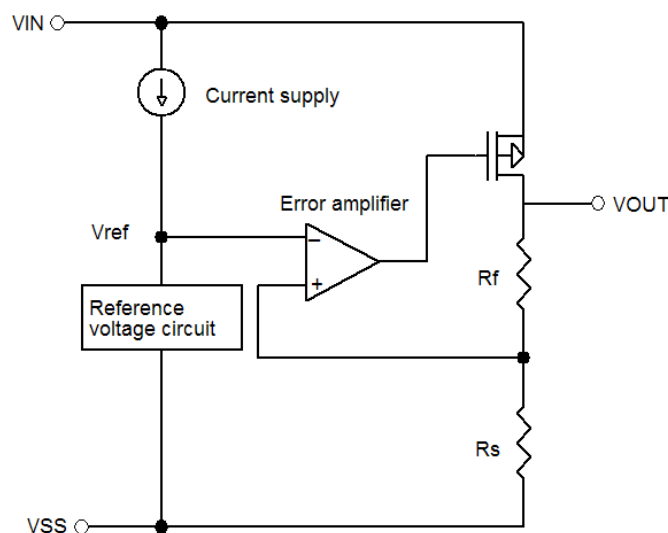 VIN
Current supply
Error amplifier
VOUT
Vref
−
+
Rf
Reference
voltage circuit
Rs
VSS